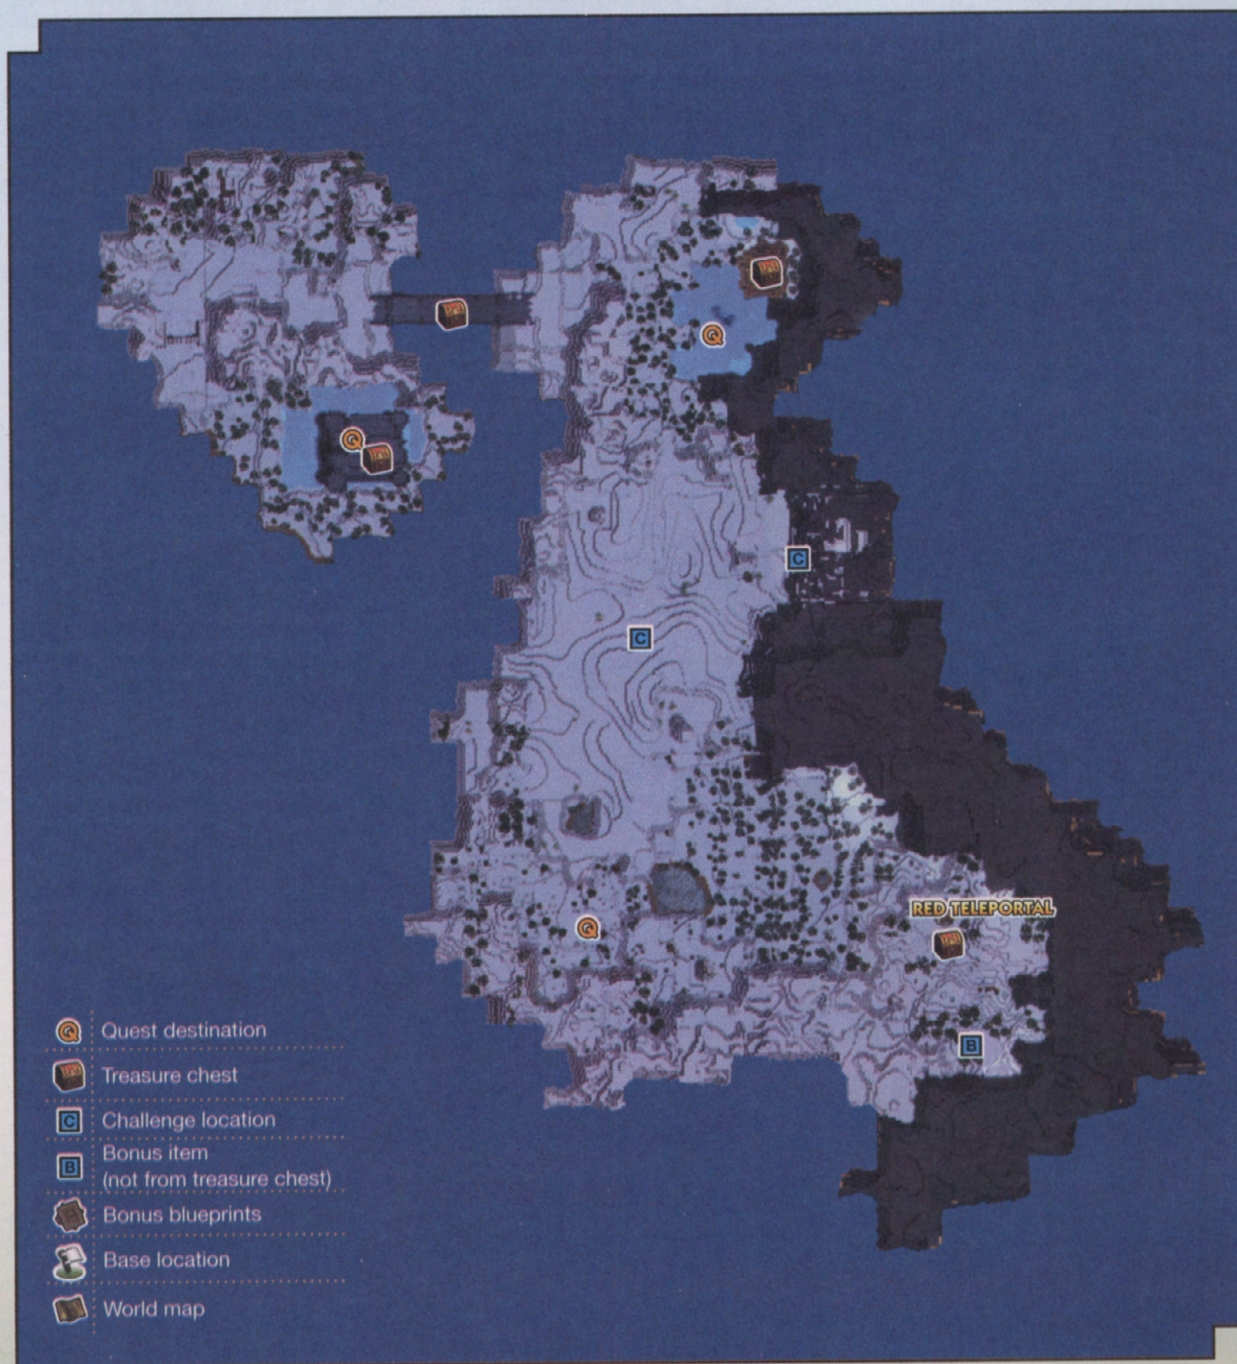 Q
Q
C
C
Q
RED TELEPORTAL
B
Q Quest destination
Treasure chest
C Challenge location
B Bonus item
(not from treasure chest)
Bonus blueprints
Base location
World map